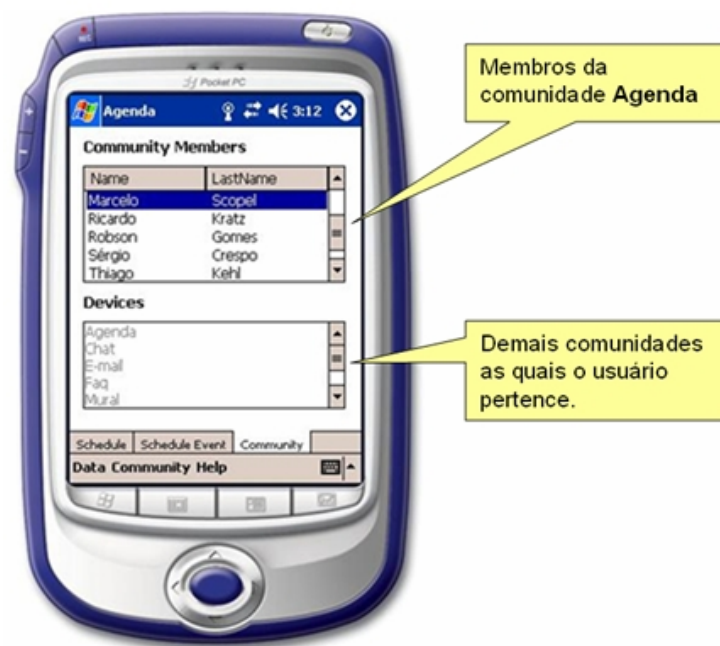 Pocket PC
Agenda 3:12
Community Members
Name LastName
Marcelo Scopel
Ricardo Kratz
Robson Gomes
Sérgio Crespo
Thiago Kehl
Devices
Agenda
Chat
E-mail
Faq
Mural
Schedule Schedule Event Community
Data Community Help
Membros da
comunidade Agenda
Demais comunidades
as quais o usuário
pertence.